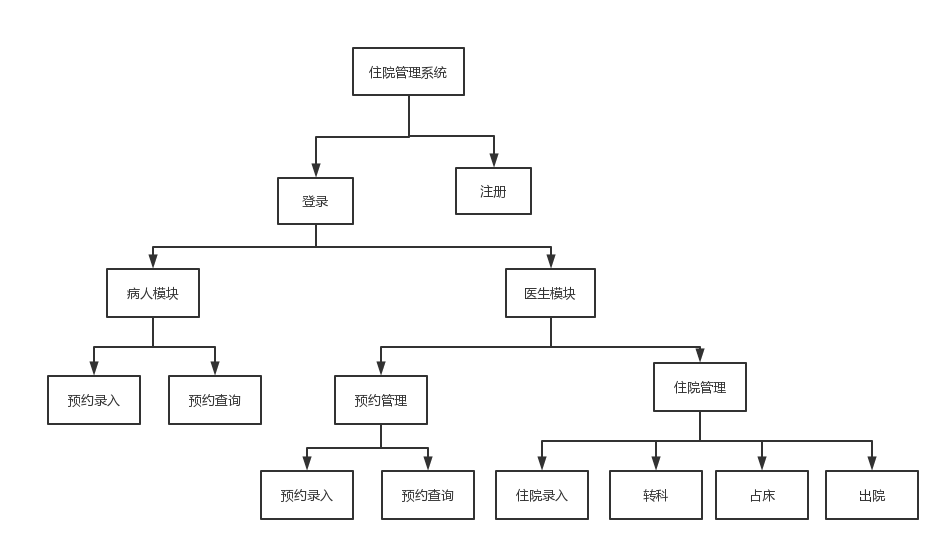 住院管理系统
登录
注册
病人模块
医生模块
预约录入
预约查询
预约管理
住院管理
预约录入
预约查询
住院录入
转科
占床
出院